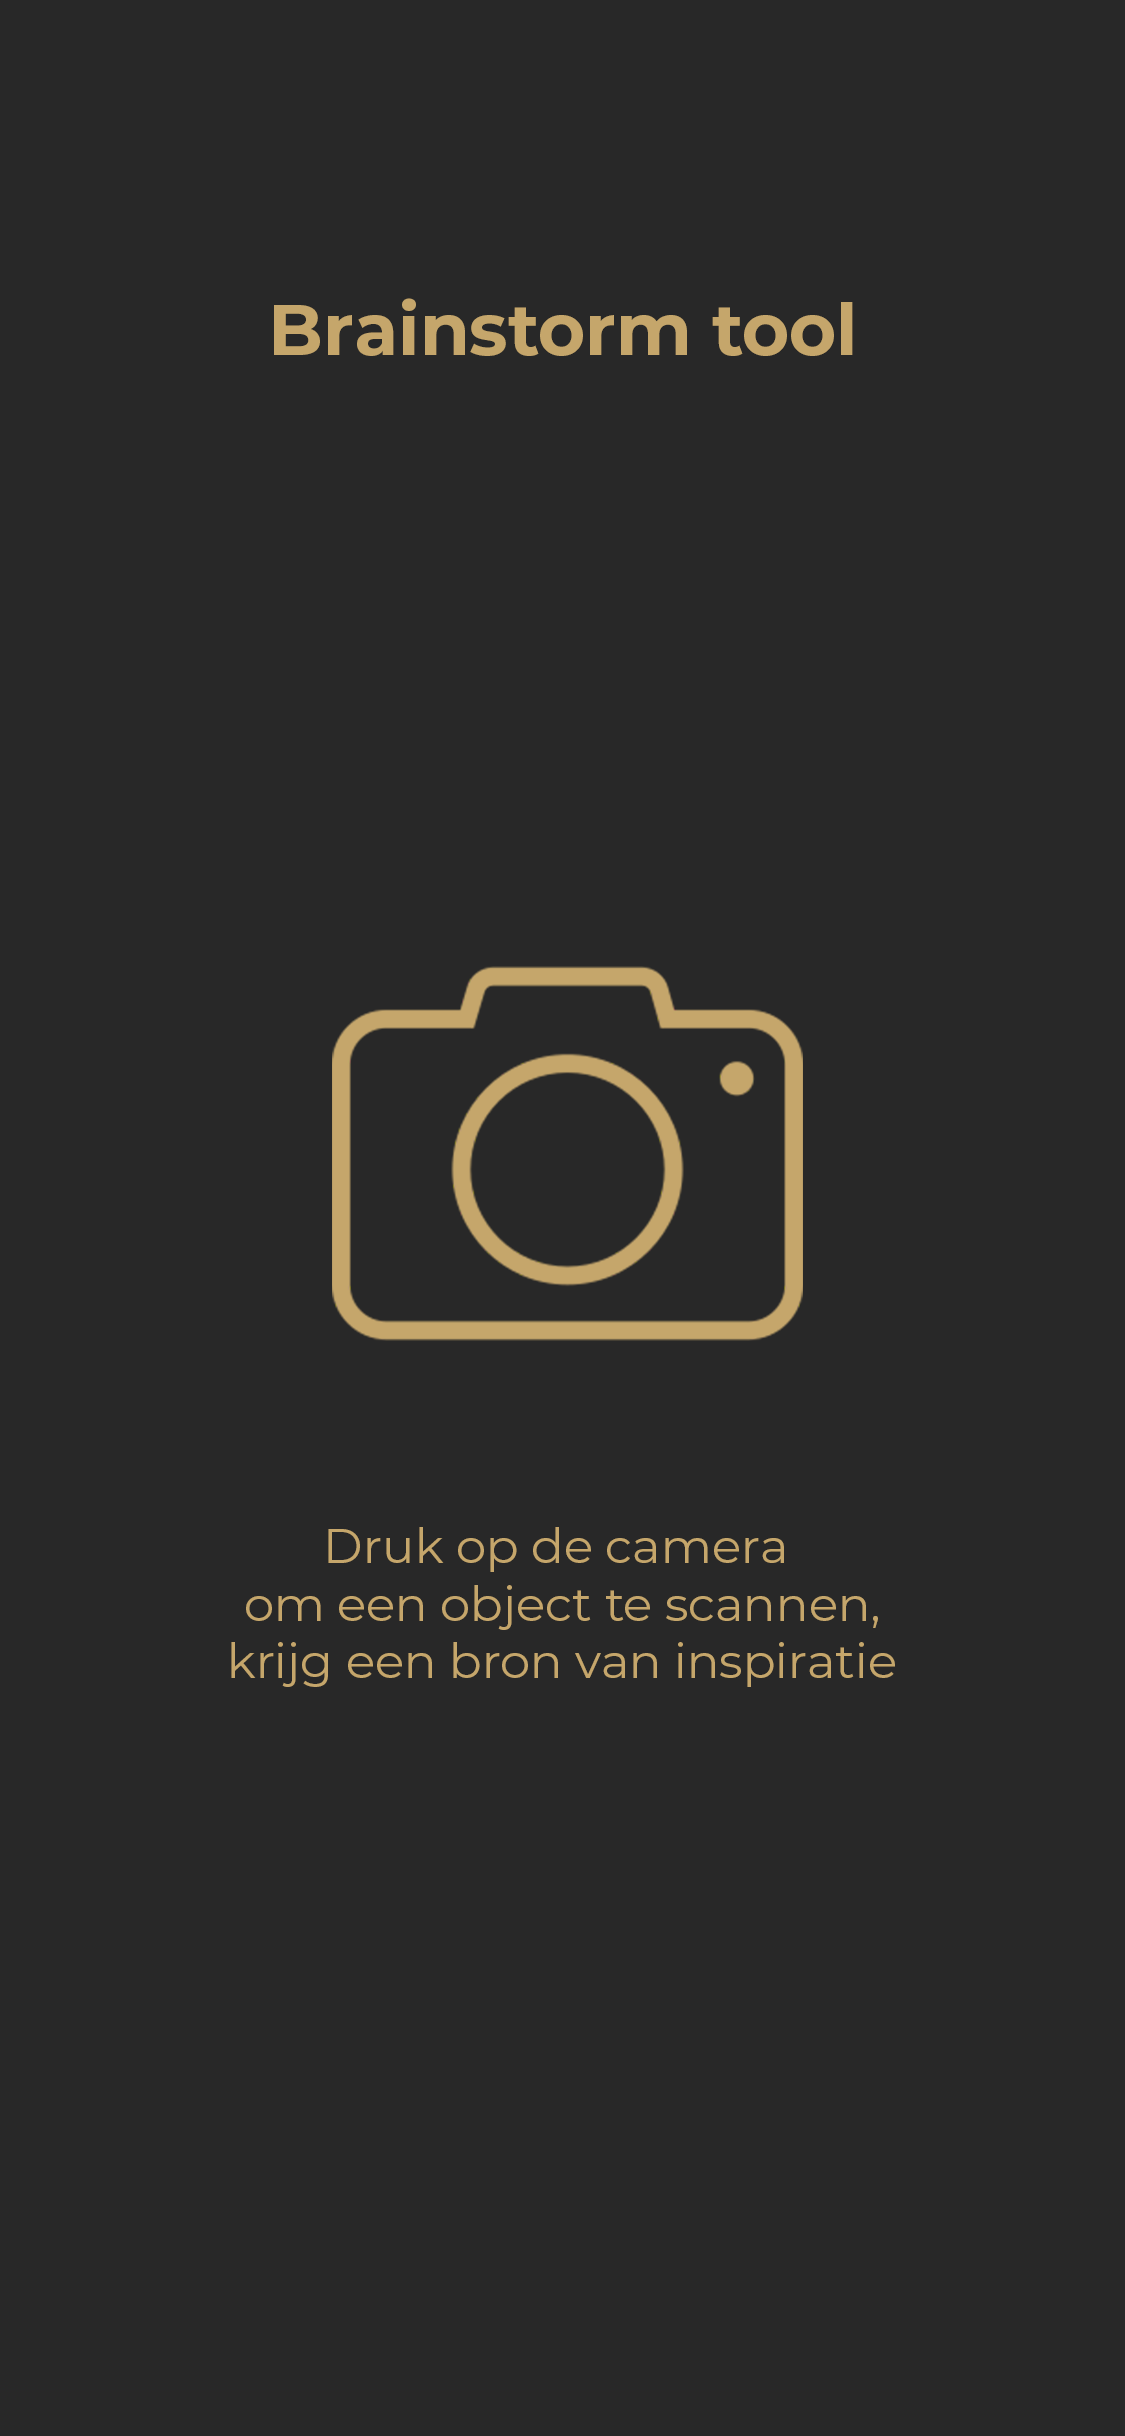 Brainstorm tool
Druk op de camera
om een object te scannen,
krijg een bron van inspiratie